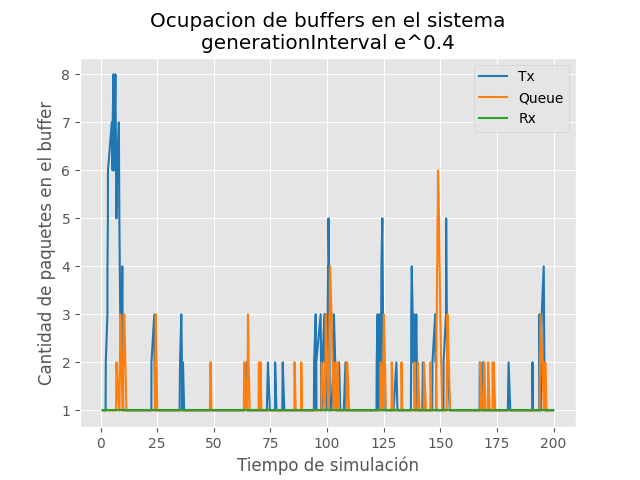 Ocupacion de buffers en el sistema
generationInterval e^0.4
Cantidad de paquetes en el buffer
8
7
6
5
4
3
2
1
Tx
Queue
Rx
0
25
50
75
100
125
150
175
200
Tiempo de simulación